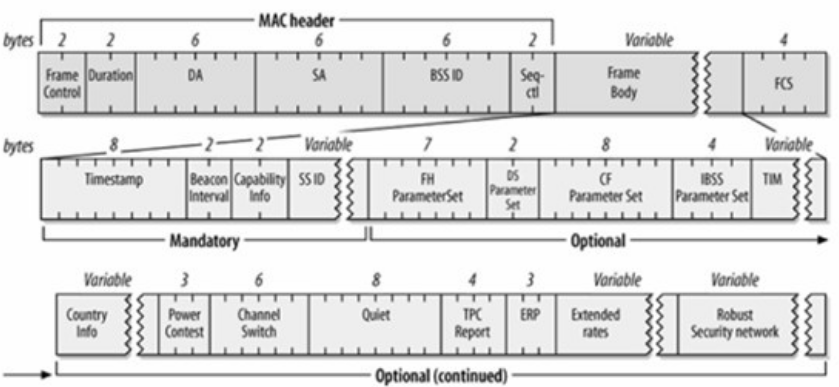 MAC header
bytes 2 2 6 6 6 2 Variable 4
Frame Control Duration DA SA BSS ID Seq-ctl Frame Body FCS
bytes 8 2 2 Variable 7 2 8 4 Variable
Timestamp Beacon Interval Capability Info SS ID FH ParameterSet DS Parameter Set CF Parameter Set IBSS Parameter Set TIM
Mandatory Optional
Variable 3 6 8 4 3 Variable Variable
Country Info Power Contest Channel Switch Quiet TPC Report ERP Extended rates Robust Security network
Optional (continued)